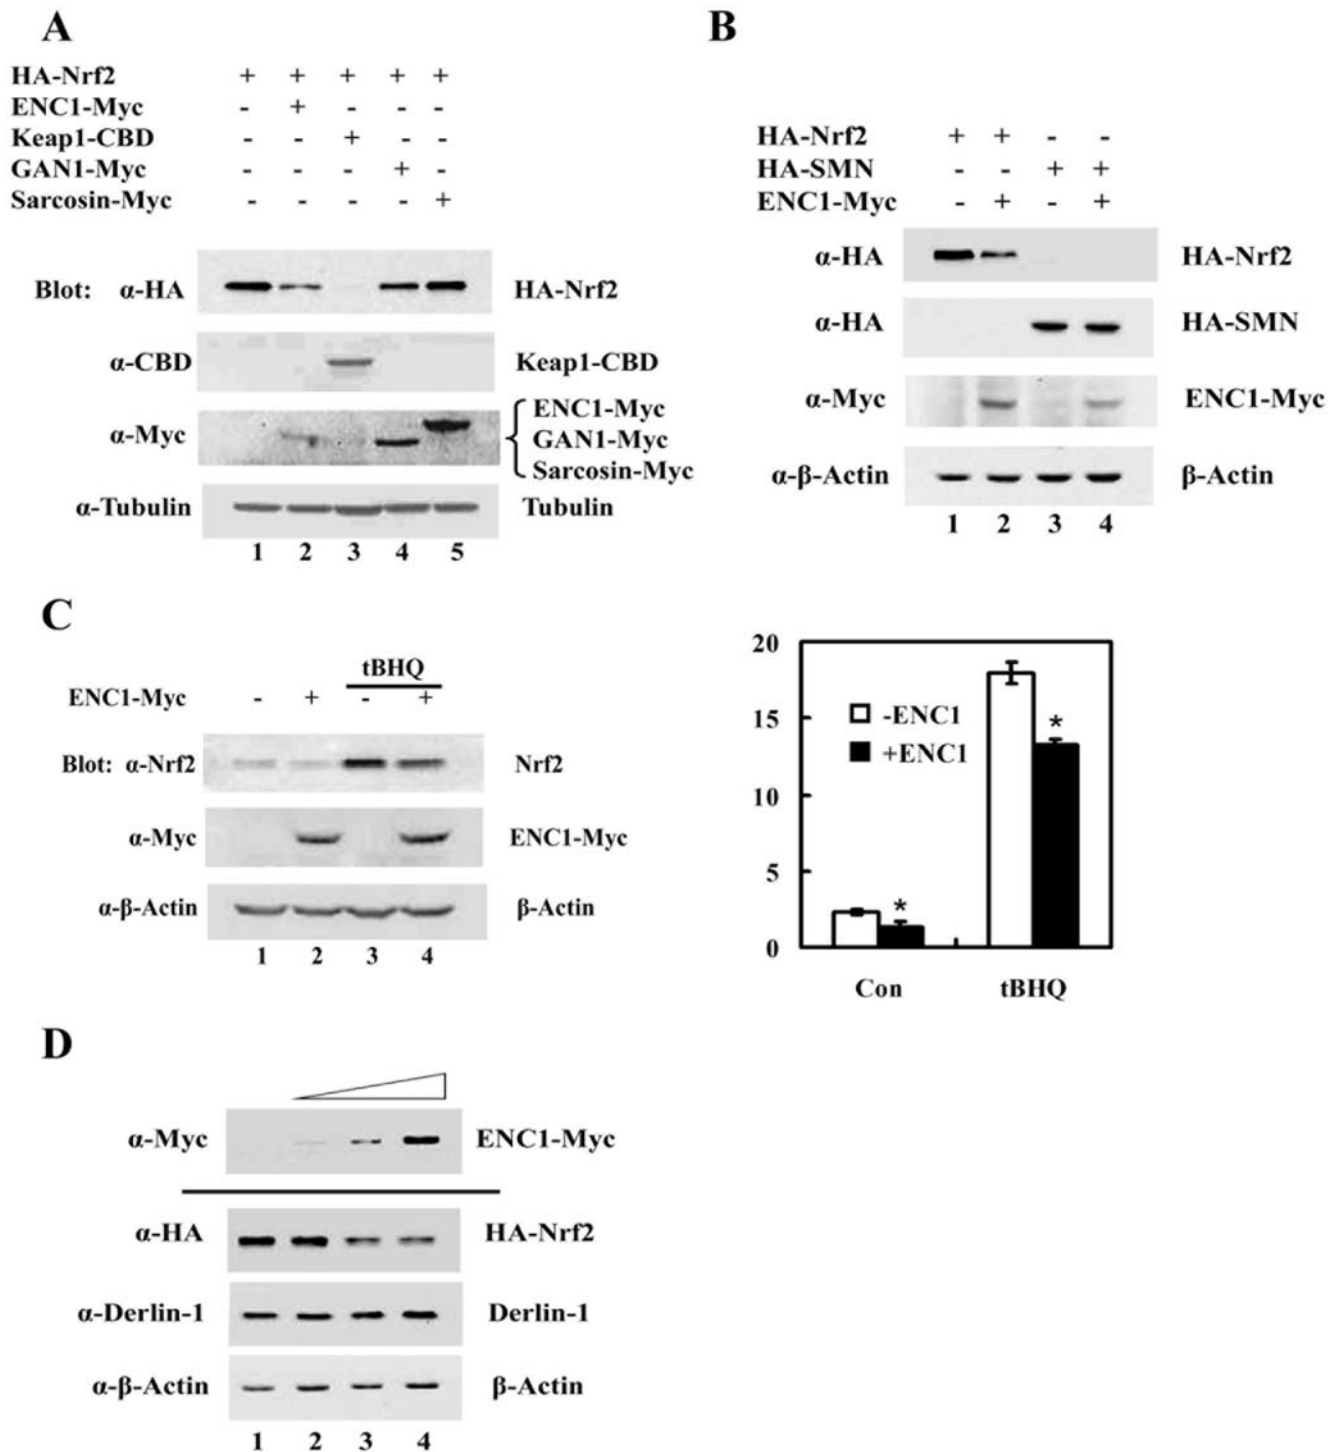 A
HA-Nrf2 + + + + +
ENC1-Myc - + - - -
Keap1-CBD - - + - -
GAN1-Myc - - - + -
Sarcosin-Myc - - - - +
Blot: α-HA HA-Nrf2
α-CBD Keap1-CBD
α-Myc ENC1-Myc
GAN1-Myc
Sarcosin-Myc
α-Tubulin Tubulin
1 2 3 4 5
B
HA-Nrf2 + + - -
HA-SMN - - + +
ENC1-Myc - + - +
α-HA HA-Nrf2
α-HA HA-SMN
α-Myc ENC1-Myc
α-β-Actin β-Actin
1 2 3 4
C
tBHQ
ENC1-Myc - + - +
Blot: α-Nrf2 Nrf2
α-Myc ENC1-Myc
α-β-Actin β-Actin
1 2 3 4
20
15
10
5
0
-ENC1
+ENC1
*
*
Con tBHQ
D
α-Myc ENC1-Myc
α-HA HA-Nrf2
α-Derlin-1 Derlin-1
α-β-Actin β-Actin
1 2 3 4